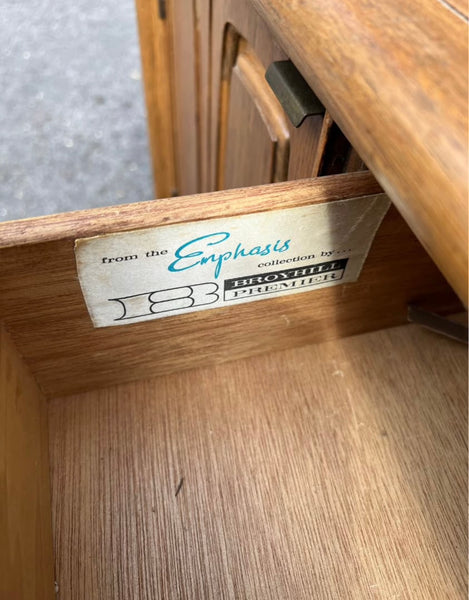 from the Emphasis
collection by...
B BROYHILL
PREMIER